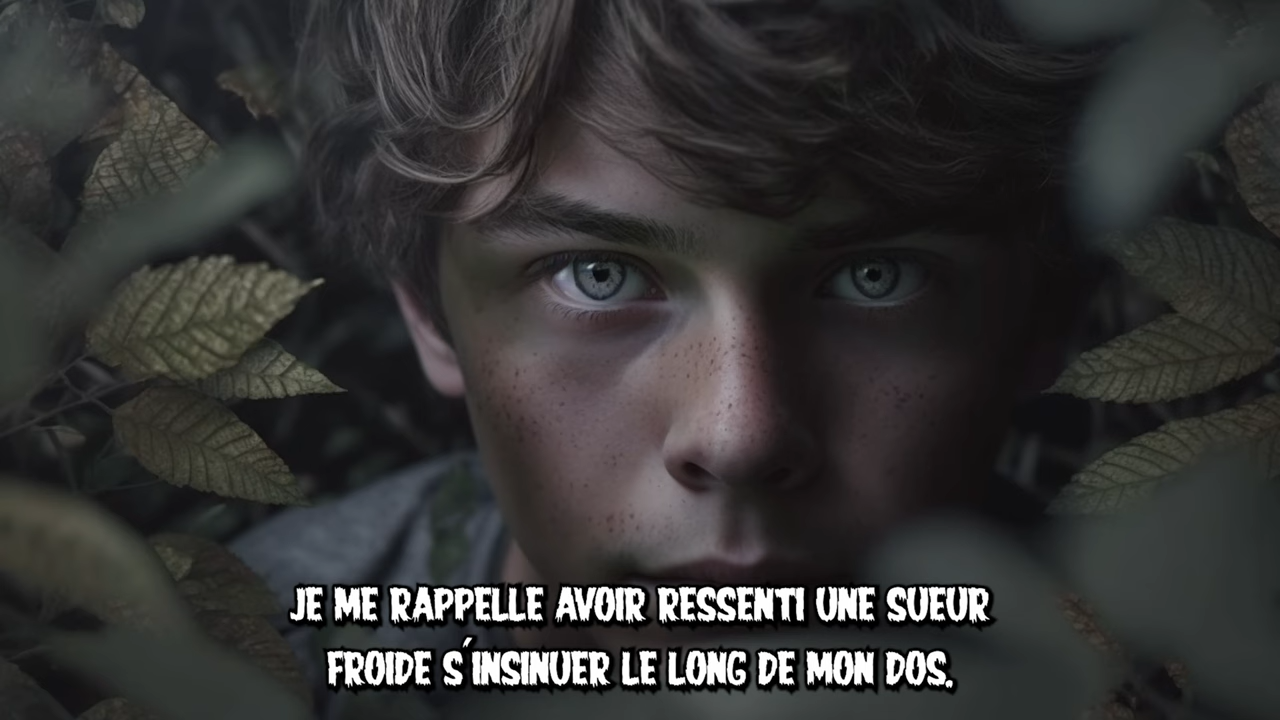 JE ME RAPPELLE AVOIR RESSENTI UNE SUEUR
FROIDE S'INSINUER LE LONG DE MON DOS.